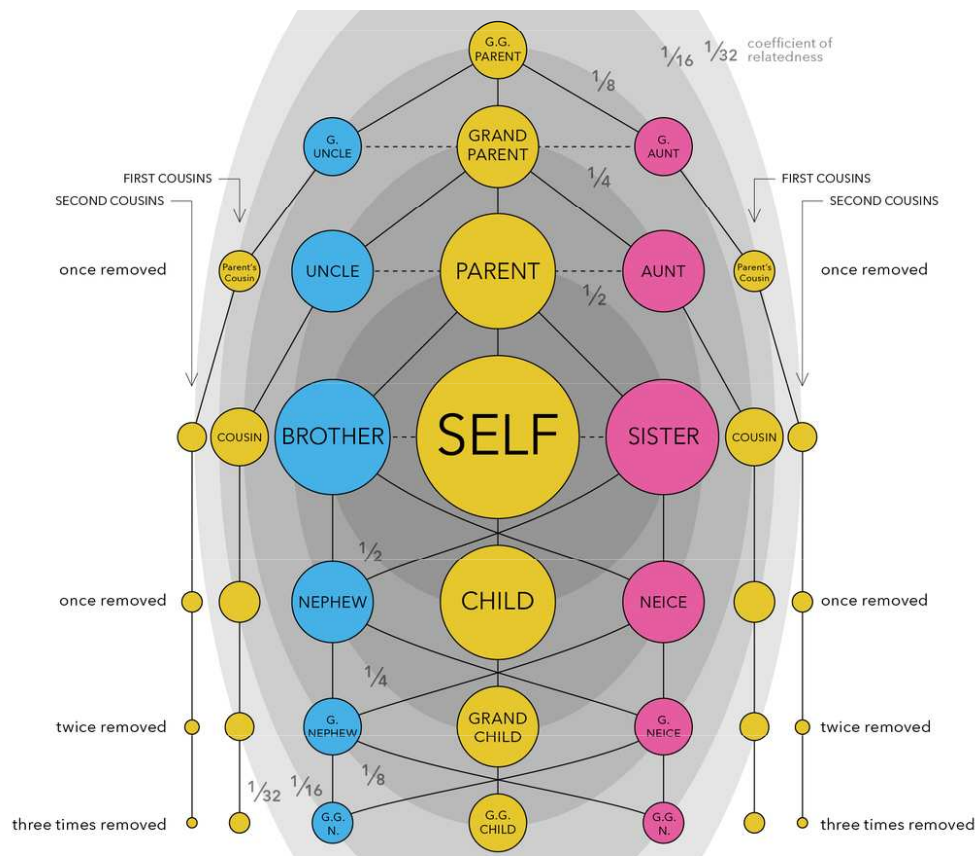 G.G.
PARENT
1/8
1/16 1/32 coefficient of
relatedness
G.
UNCLE
GRAND
PARENT
G.
AUNT
1/4
FIRST COUSINS
SECOND COUSINS
FIRST COUSINS
SECOND COUSINS
once removed
Parent's
Cousin
UNCLE
PARENT
AUNT
Parent's
Cousin
once removed
1/2
COUSIN
BROTHER
SELF
SISTER
COUSIN
1/2
once removed
NEPHEW
CHILD
NEICE
once removed
1/4
twice removed
G.
NEPHEW
GRAND
CHILD
G.
NEICE
twice removed
1/32 1/16 1/8
three times removed
G.G.
N.
G.G.
CHILD
G.G.
N.
three times removed